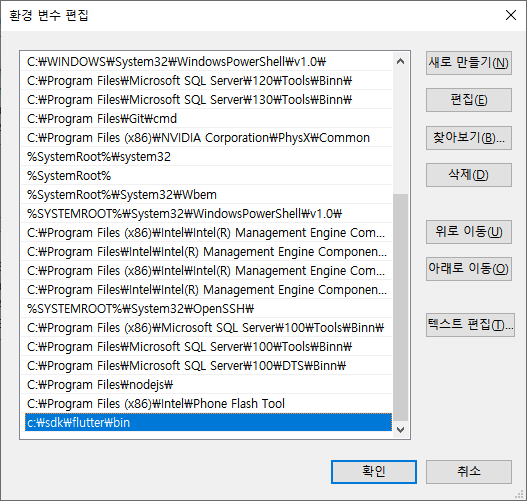 환경 변수 편집
C:₩WINDOWS₩System32₩WindowsPowerShell₩v1.0₩
C:₩Program Files₩Microsoft SQL Server₩120₩Tools₩Binn₩
C:₩Program Files₩Microsoft SQL Server₩130₩Tools₩Binn₩
C:₩Program Files₩Git₩cmd
C:₩Program Files (x86)₩NVIDIA Corporation₩PhysX₩Common
%SystemRoot%₩system32
%SystemRoot%
%SystemRoot%₩System32₩Wbem
%SYSTEMROOT%₩System32₩WindowsPowerShell₩v1.0₩
C:₩Program Files (x86)₩Intel₩Intel(R) Management Engine Com...
C:₩Program Files₩Intel₩Intel(R) Management Engine Componen...
C:₩Program Files (x86)₩Intel₩Intel(R) Management Engine Com...
C:₩Program Files₩Intel₩Intel(R) Management Engine Componen...
%SYSTEMROOT%₩System32₩OpenSSH₩
C:₩Program Files (x86)₩Microsoft SQL Server₩100₩Tools₩Binn₩
C:₩Program Files₩Microsoft SQL Server₩100₩Tools₩Binn₩
C:₩Program Files₩Microsoft SQL Server₩100₩DTS₩Binn₩
C:₩Program Files₩nodejs₩
C:₩Program Files (x86)₩Intel₩Phone Flash Tool
c:₩sdk₩flutter₩bin
새로 만들기(N)
편집(E)
찾아보기(B)...
삭제(D)
위로 이동(U)
아래로 이동(O)
텍스트 편집(T)...
확인
취소